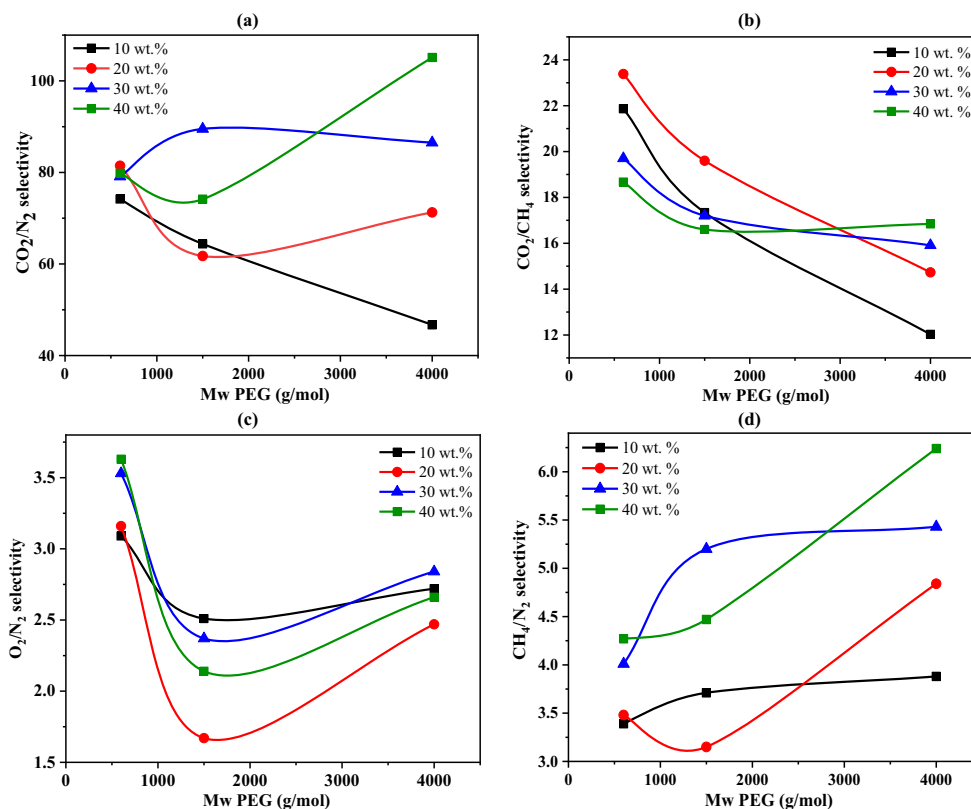 (a)
10 wt.%
20 wt.%
30 wt.%
40 wt.%
CO2/N2 selectivity
100
80
60
40
0 1000 2000 3000 4000
Mw PEG (g/mol)
(b)
10 wt. %
20 wt. %
30 wt. %
40 wt. %
CO2/CH4 selectivity
24
22
20
18
16
14
12
0 1000 2000 3000 4000
Mw PEG (g/mol)
(c)
10 wt.%
20 wt.%
30 wt.%
40 wt.%
O2/N2 selectivity
3.5
3.0
2.5
2.0
1.5
0 1000 2000 3000 4000
Mw PEG (g/mol)
(d)
10 wt. %
20 wt. %
30 wt. %
40 wt. %
CH4/N2 selectivity
6.0
5.5
5.0
4.5
4.0
3.5
3.0
0 1000 2000 3000 4000
Mw PEG (g/mol)